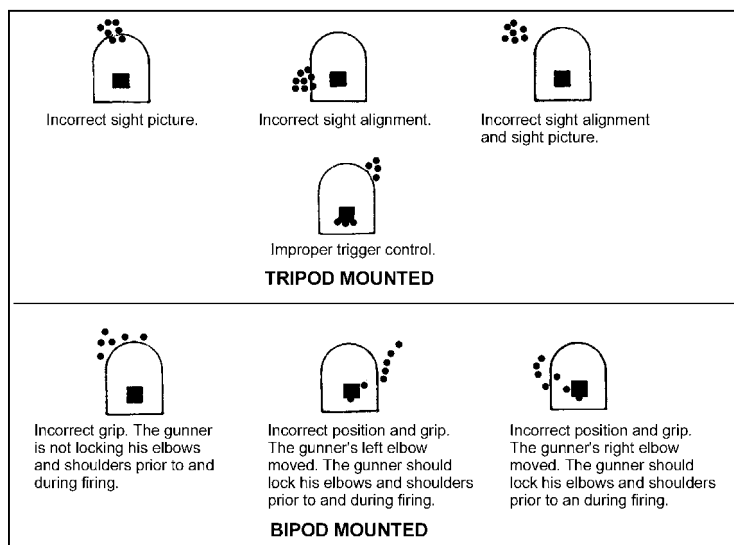 Incorrect sight picture.
Incorrect sight alignment.
Incorrect sight alignment
and sight picture.
Improper trigger control.
TRIPOD MOUNTED
Incorrect grip. The gunner
is not locking his elbows
and shoulders prior to and
during firing.
Incorrect position and grip.
The gunner's left elbow
moved. The gunner should
lock his elbows and shoulders
prior to and during firing.
Incorrect position and grip.
The gunner's right elbow
moved. The gunner should
lock his elbows and shoulders
prior to an during firing.
BIPOD MOUNTED